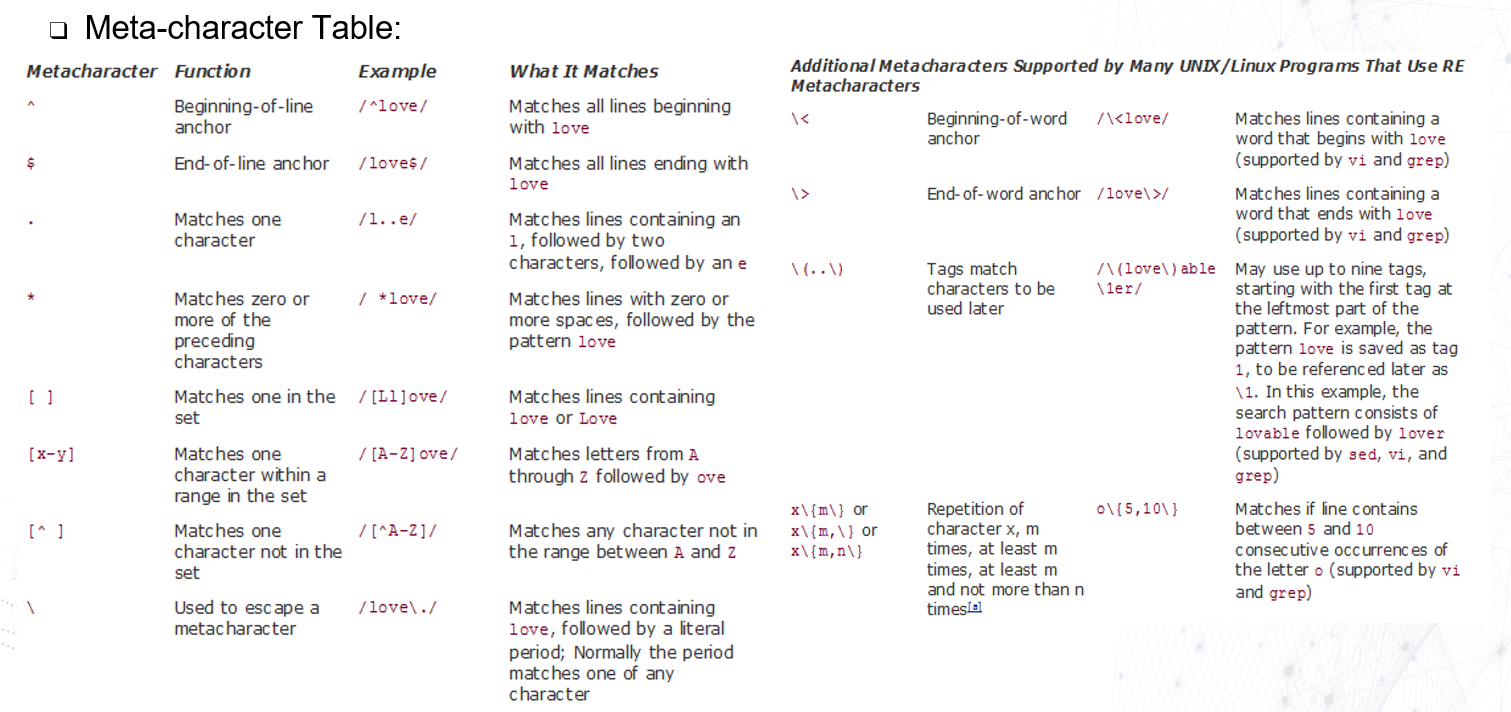 ❑ Meta-character Table:
Metacharacter Function Example What It Matches
^ Beginning-of-line /^love/ Matches all lines beginning
anchor with love
$ End-of-line anchor /love$/ Matches all lines ending with
love
. Matches one /l..e/ Matches lines containing an
character l, followed by two
characters, followed by an e
* Matches zero or / *love/ Matches lines with zero or
more of the more spaces, followed by the
preceding pattern love
characters
[ ] Matches one in the /[Ll]ove/ Matches lines containing
set love or Love
[x-y] Matches one /[A-Z]ove/ Matches letters from A
character within a through Z followed by ove
range in the set
[^ ] Matches one /[^A-Z]/ Matches any character not in
character not in the the range between A and Z
set
\ Used to escape a /love\./ Matches lines containing
metacharacter love, followed by a literal
period; Normally the period
matches one of any
character
Additional Metacharacters Supported by Many UNIX/Linux Programs That Use RE
Metacharacters
\< Beginning-of-word /\<love/ Matches lines containing a
anchor word that begins with love
(supported by vi and grep)
\> End-of-word anchor /love\>/ Matches lines containing a
word that ends with love
(supported by vi and grep)
\(..\) Tags match /\(love\)able May use up to nine tags,
characters to be \1er/ starting with the first tag at
used later the leftmost part of the
pattern. For example, the
pattern love is saved as tag
1, to be referenced later as
\1. In this example, the
search pattern consists of
lovable followed by lover
(supported by sed, vi, and
grep)
x\{m\} or Repetition of o\{5,10\} Matches if line contains
x\{m,\} or character x, m between 5 and 10
x\{m,n\} times, at least m consecutive occurrences of
times, at least m the letter o (supported by vi
and not more than n and grep)
times[a]